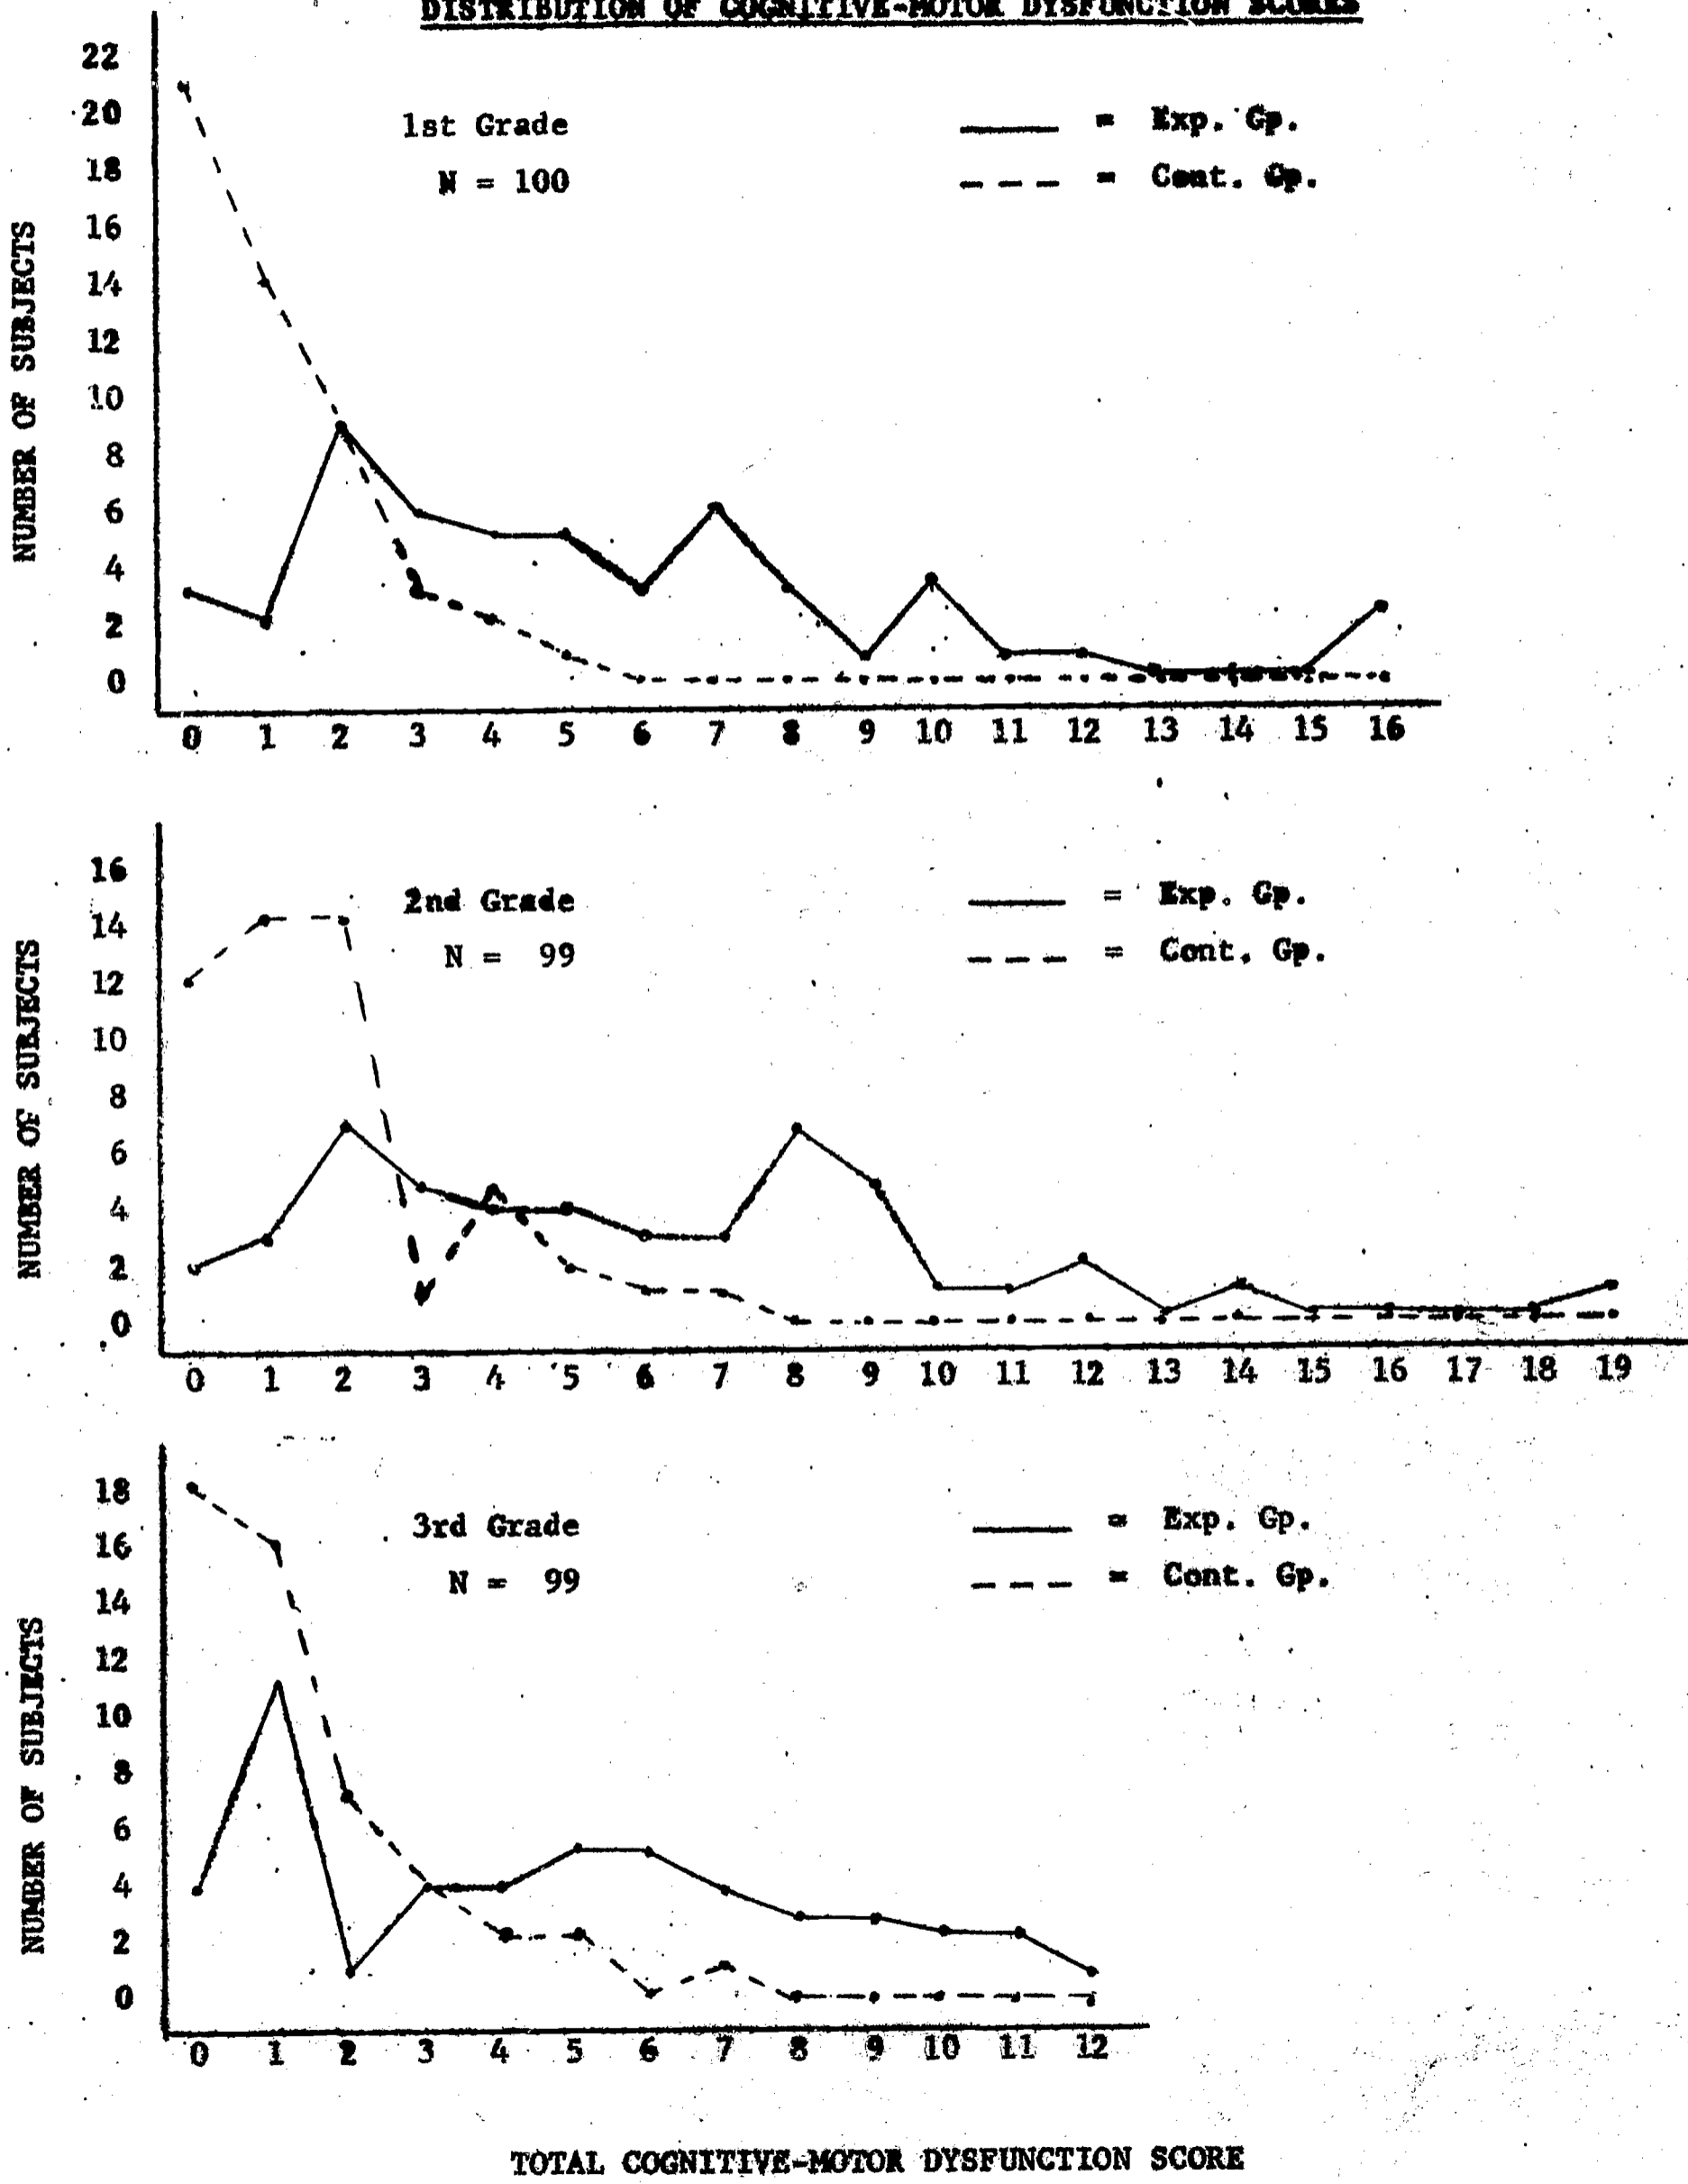 DISTRIBUTION OF COGNITIVE-MOTOR DYSFUNCTION SCORES
NUMBER OF SUBJECTS
22
20
18
16
14
12
10
8
6
4
2
0
1st Grade
N = 100
= Exp. Gp.
= Cont. Gp.
0 1 2 3 4 5 6 7 8 9 10 11 12 13 14 15 16
NUMBER OF SUBJECTS
16
14
12
10
8
6
4
2
0
2nd Grade
N = 99
= Exp. Gp.
= Cont. Gp.
0 1 2 3 4 5 6 7 8 9 10 11 12 13 14 15 16 17 18 19
NUMBER OF SUBJECTS
18
16
14
12
10
8
6
4
2
0
3rd Grade
N = 99
= Exp. Gp.
= Cont. Gp.
0 1 2 3 4 5 6 7 8 9 10 11 12
TOTAL COGNITIVE-MOTOR DYSFUNCTION SCORE